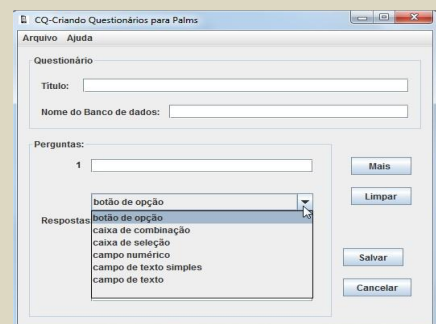 CQ-Criando Questionários para Palms
Arquivo Ajuda
Questionário
Título:
Nome do Banco de dados:
Perguntas:
1
Mais
botão de opção
Limpar
Respostas
botão de opção
caixa de combinação
caixa de seleção
campo numérico
campo de texto simples
campo de texto
Salvar
Cancelar